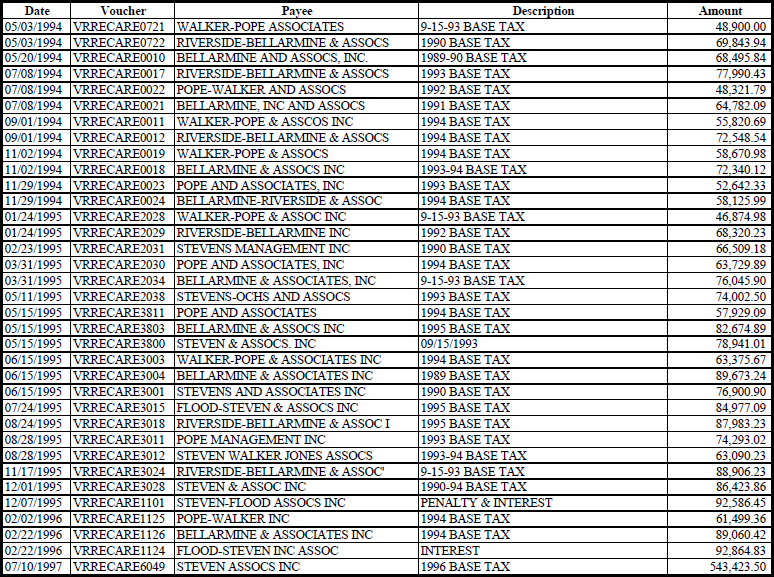 Date Voucher Payee Description Amount
05/03/1994 VRRECARE0721 WALKER-POPE ASSOCIATES 9-15-93 BASE TAX 48,900.00
05/03/1994 VRRECARE0722 RIVERSIDE-BELLARMINE & ASSOCS 1990 BASE TAX 69,843.94
05/20/1994 VRRECARE0010 BELLARMINE AND ASSOCS, INC. 1989-90 BASE TAX 68,495.84
07/08/1994 VRRECARE0017 RIVERSIDE-BELLARMINE & ASSOCS 1993 BASE TAX 77,990.43
07/08/1994 VRRECARE0022 POPE-WALKER AND ASSOCS 1992 BASE TAX 48,321.79
07/08/1994 VRRECARE0021 BELLARMINE, INC AND ASSOCS 1991 BASE TAX 64,782.09
09/01/1994 VRRECARE0011 WALKER-POPE & ASSCOS INC 1994 BASE TAX 55,820.69
09/01/1994 VRRECARE0012 RIVERSIDE-BELLARMINE & ASSOCS 1994 BASE TAX 72,548.54
11/02/1994 VRRECARE0019 WALKER-POPE & ASSOCS 1994 BASE TAX 58,670.98
11/02/1994 VRRECARE0018 BELLARMINE & ASSOCS INC 1993-94 BASE TAX 72,340.12
11/29/1994 VRRECARE0023 POPE AND ASSOCIATES, INC 1993 BASE TAX 52,642.33
11/29/1994 VRRECARE0024 BELLARMINE-RIVERSIDE & ASSOC 1994 BASE TAX 58,125.99
01/24/1995 VRRECARE2028 WALKER-POPE & ASSOC INC 9-15-93 BASE TAX 46,874.98
01/24/1995 VRRECARE2029 RIVERSIDE-BELLARMINE INC 1992 BASE TAX 68,320.23
02/23/1995 VRRECARE2031 STEVENS MANAGEMENT INC 1990 BASE TAX 66,509.18
03/31/1995 VRRECARE2030 POPE AND ASSOCIATES, INC 1994 BASE TAX 63,729.89
03/31/1995 VRRECARE2034 BELLARMINE & ASSOCIATES, INC 9-15-93 BASE TAX 76,045.90
05/11/1995 VRRECARE2038 STEVENS-OCHS AND ASSOCS 1993 BASE TAX 74,002.50
05/15/1995 VRRECARE3811 POPE AND ASSOCIATES 1994 BASE TAX 57,929.09
05/15/1995 VRRECARE3803 BELLARMINE & ASSOCS INC 1995 BASE TAX 82,674.89
05/15/1995 VRRECARE3800 STEVEN & ASSOCS. INC 09/15/1993 78,941.01
06/15/1995 VRRECARE3003 WALKER-POPE & ASSOCIATES INC 1994 BASE TAX 63,375.67
06/15/1995 VRRECARE3004 BELLARMINE & ASSOCIATES INC 1989 BASE TAX 89,673.24
06/15/1995 VRRECARE3001 STEVENS AND ASSOCIATES INC 1990 BASE TAX 76,900.90
07/24/1995 VRRECARE3015 FLOOD-STEVEN & ASSOCS INC 1995 BASE TAX 84,977.09
08/24/1995 VRRECARE3018 RIVERSIDE-BELLARMINE & ASSOC I 1995 BASE TAX 87,983.23
08/28/1995 VRRECARE3011 POPE MANAGEMENT INC 1993 BASE TAX 74,293.02
08/28/1995 VRRECARE3012 STEVEN WALKER JONES ASSOCS 1993-94 BASE TAX 63,090.23
11/17/1995 VRRECARE3024 RIVERSIDE-BELLARMINE & ASSOC' 9-15-93 BASE TAX 88,906.23
12/01/1995 VRRECARE3028 STEVEN & ASSOC INC 1990-94 BASE TAX 86,423.86
12/07/1995 VRRECARE1101 STEVEN-FLOOD ASSOCS INC PENALTY & INTEREST 92,586.45
02/02/1996 VRRECARE1125 POPE-WALKER INC 1994 BASE TAX 61,499.36
02/22/1996 VRRECARE1126 BELLARMINE & ASSOCIATES INC 1994 BASE TAX 89,060.42
02/22/1996 VRRECARE1124 FLOOD-STEVEN INC ASSOC INTEREST 92,864.83
07/10/1997 VRRECARE6049 STEVEN ASSOCS INC 1996 BASE TAX 543,423.50